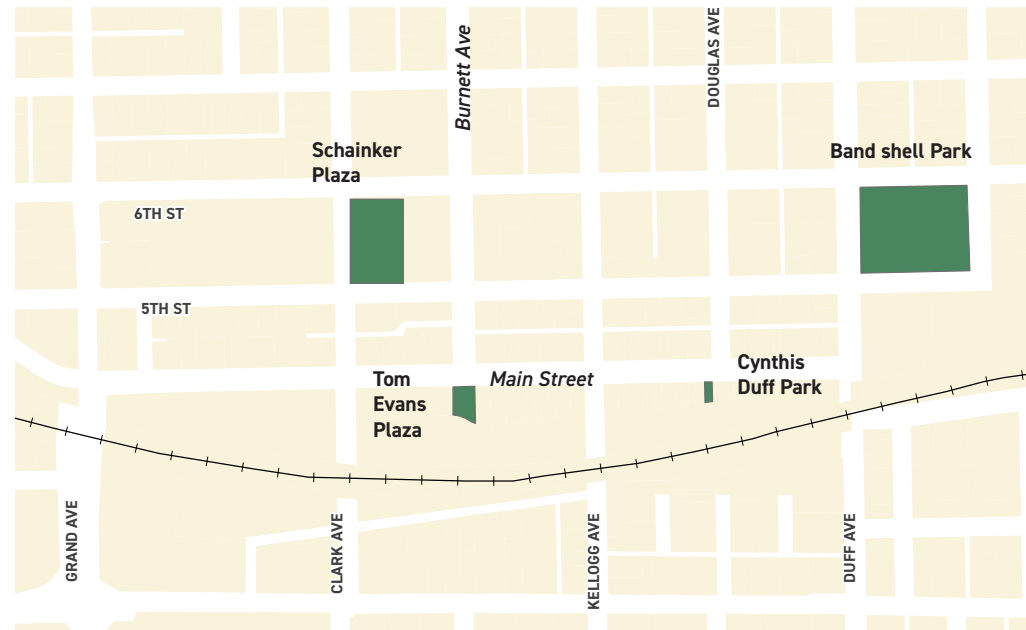 Burnett Ave
DOUGLAS AVE
Schainker
Plaza
Band shell Park
6TH ST
5TH ST
Tom
Evans
Plaza
Main Street
Cynthis
Duff Park
GRAND AVE
CLARK AVE
KELLOGG AVE
DUFF AVE